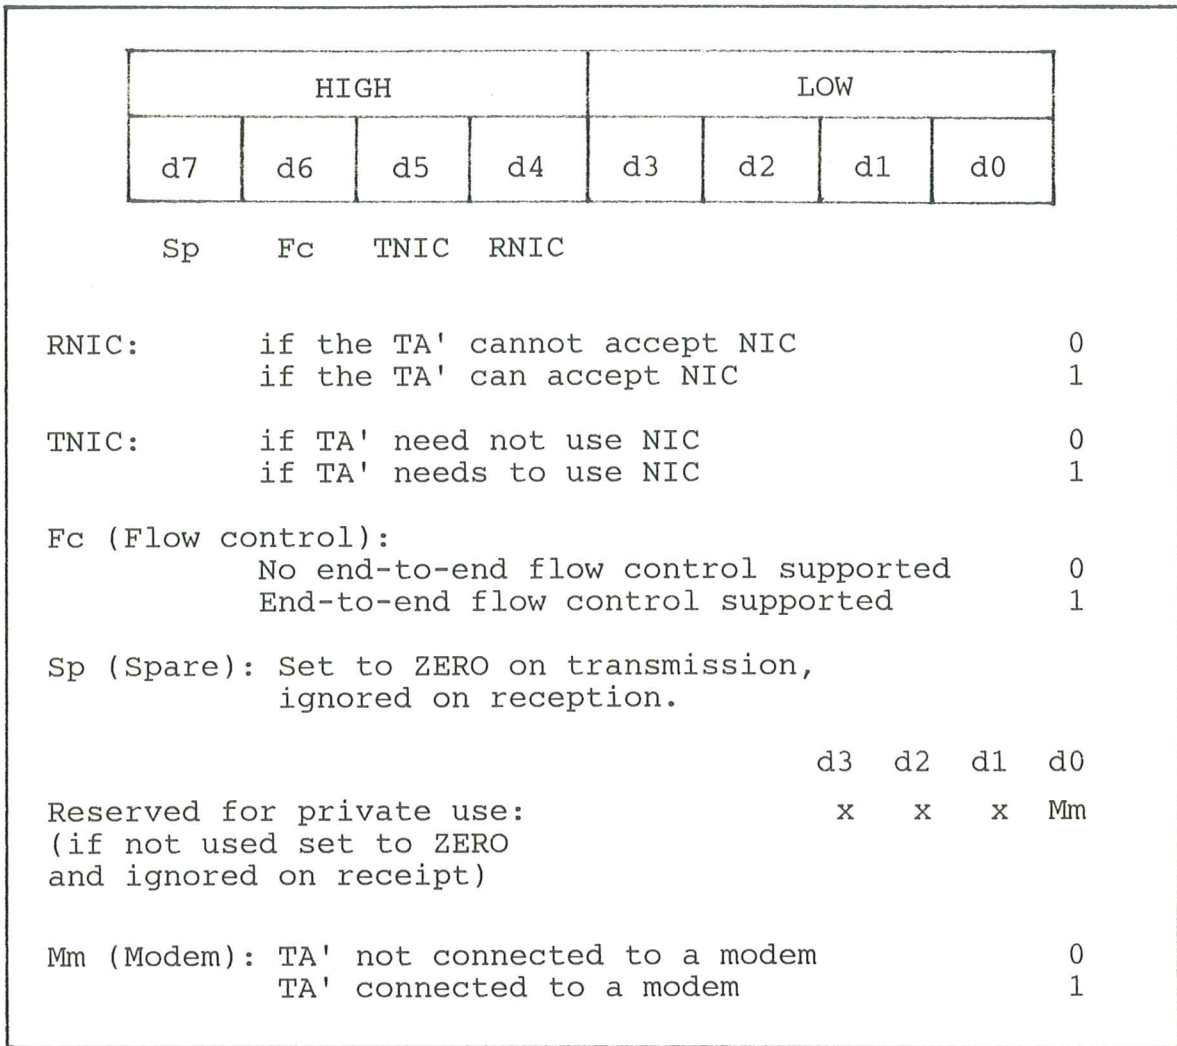 HIGH LOW
d7 d6 d5 d4 d3 d2 d1 d0
Sp Fc TNIC RNIC
RNIC: if the TA' cannot accept NIC 0
if the TA' can accept NIC 1
TNIC: if TA' need not use NIC 0
if TA' needs to use NIC 1
Fc (Flow control):
No end-to-end flow control supported 0
End-to-end flow control supported 1
Sp (Spare): Set to ZERO on transmission,
ignored on reception.
d3 d2 d1 d0
Reserved for private use: x x x Mm
(if not used set to ZERO
and ignored on receipt)
Mm (Modem): TA' not connected to a modem 0
TA' connected to a modem 1